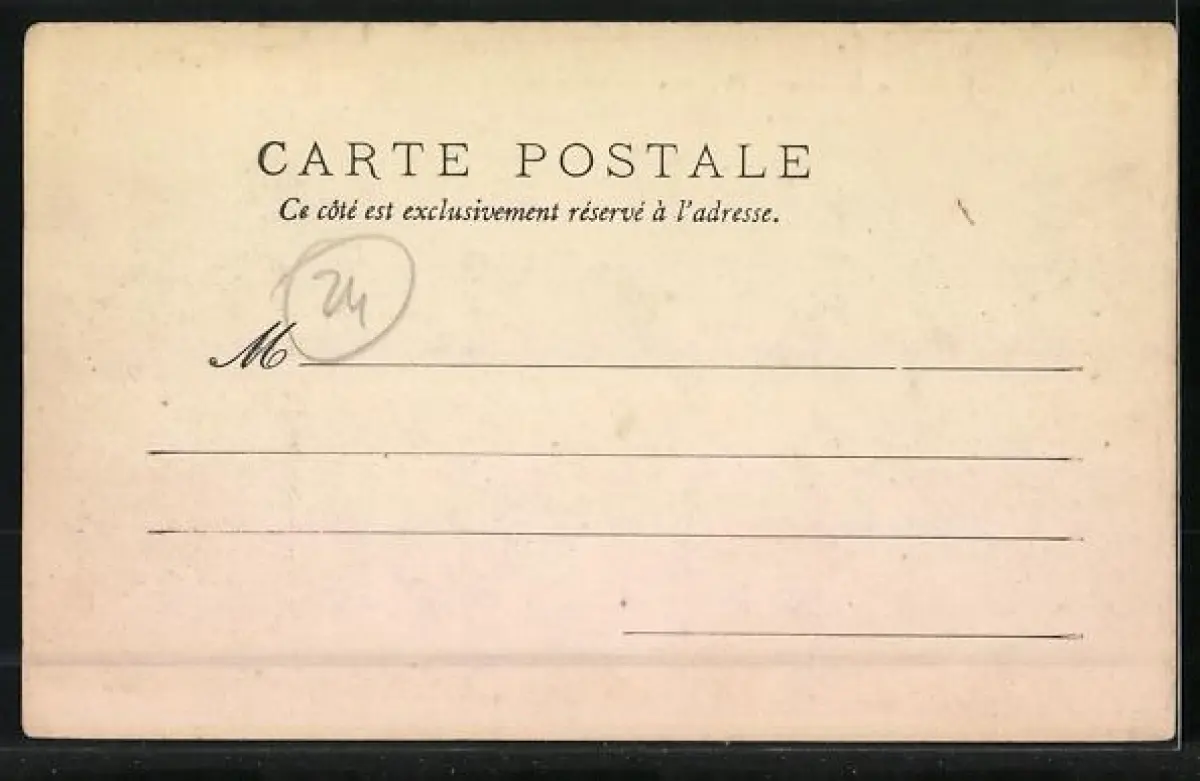 CARTE POSTALE
Ce côté est exclusivement réservé à l'adresse.
24
M